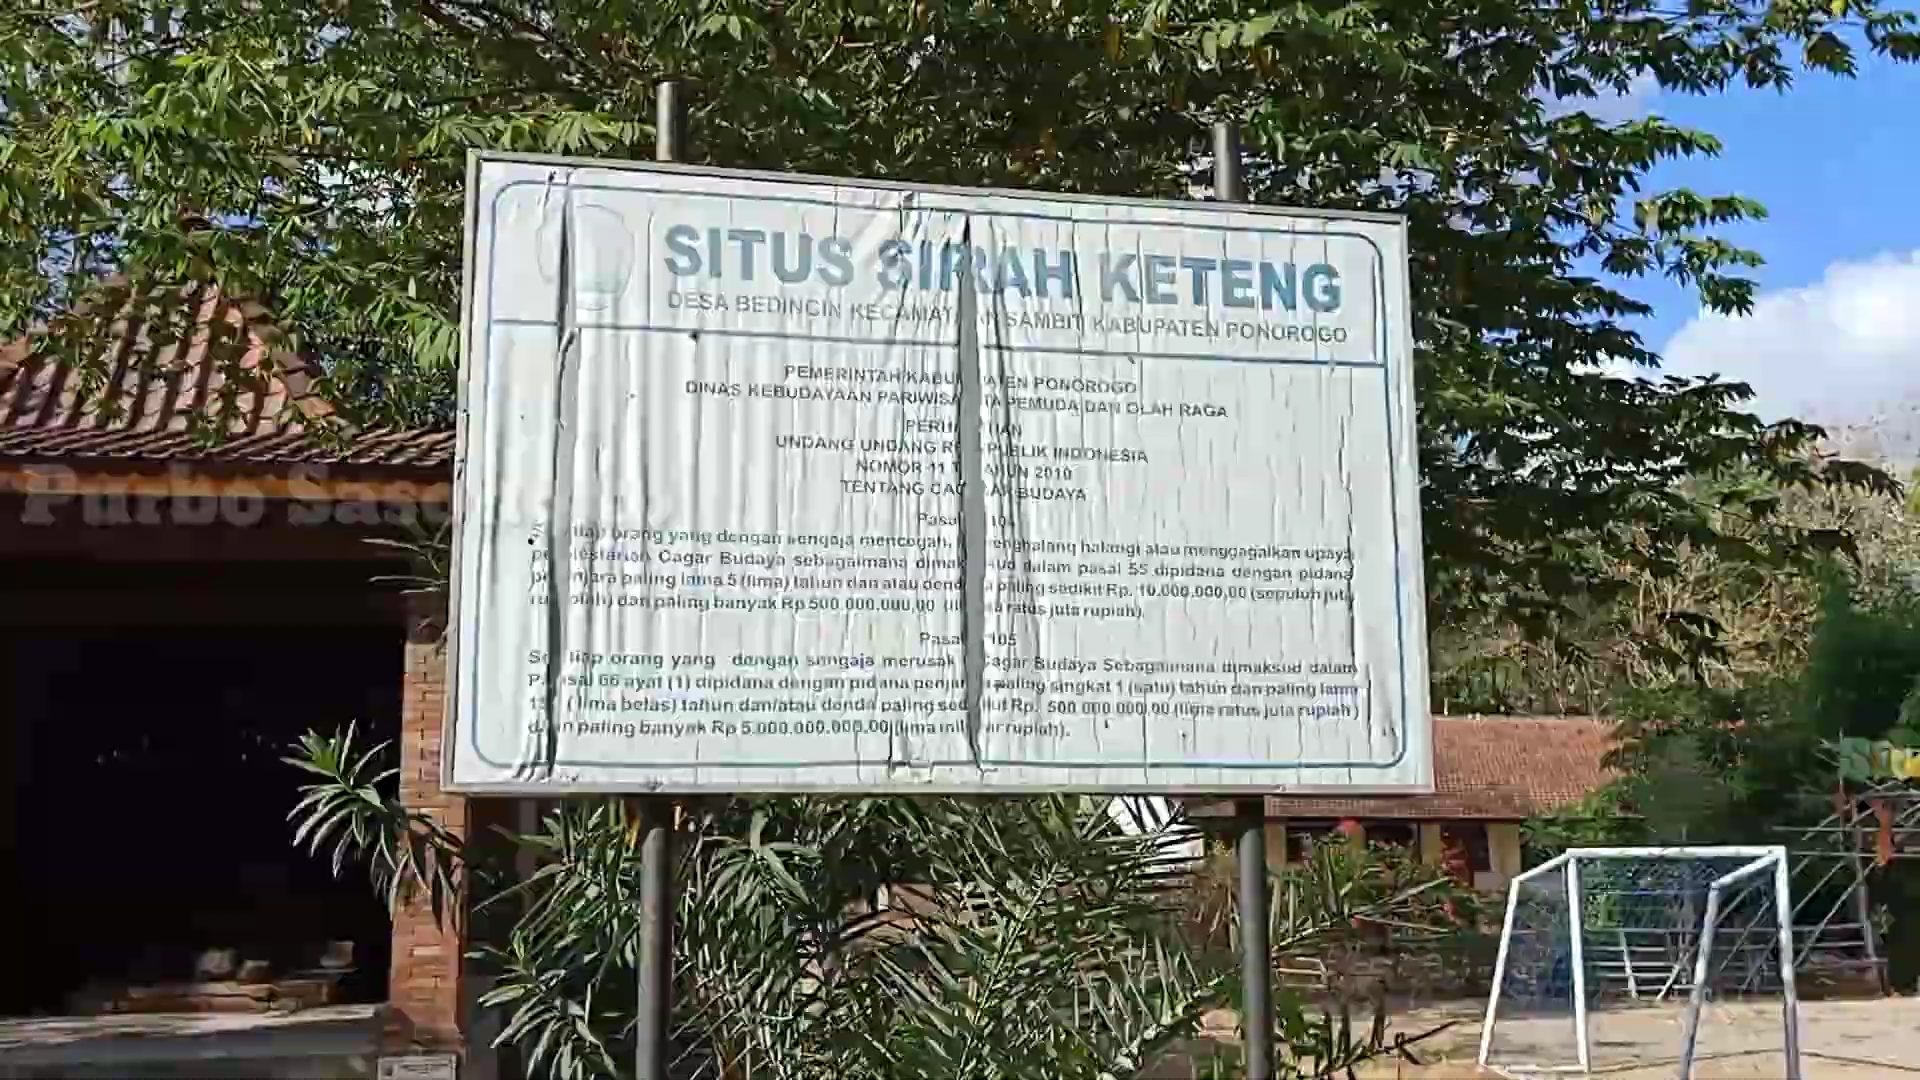 SITUS SIRAH KETENG
DESA BEDINGIN KECAMATAN SAMBIT KABUPATEN PONOROGO
PEMERINTAH KABUPATEN PONOROGO
DINAS KEBUDAYAAN PARIWISATA PEMUDA DAN OLAH RAGA
UNDANG UNDANG REPUBLIK INDONESIA
NOMOR 11 TAHUN 2010
TENTANG CAGAR BUDAYA
Pasal 104
orang yang dengan sengaja mencegah, menghalang halangi atau menggagalkan upaya
pelestarian Cagar Budaya sebagaimana dimaksud dalam pasal 55 dipidana dengan pidana
penjara paling lama 5 (lima) tahun dan atau denda paling sedikit Rp. 10.000.000,00 (sepuluh juta
rupiah) dan paling banyak Rp 500.000.000,00 (lima ratus juta rupiah).
Pasal 105
Setiap orang yang dengan sengaja merusak Cagar Budaya Sebagaimana dimaksud dalam
Pasal 66 ayat (1) dipidana dengan pidana penjara paling singkat 1 (satu) tahun dan paling lama
15 (lima belas) tahun dan/atau denda paling sedikit Rp. 500.000.000,00 (lima ratus juta rupiah)
dan paling banyak Rp 5.000.000.000,00 (lima miliar rupiah).
Purbo